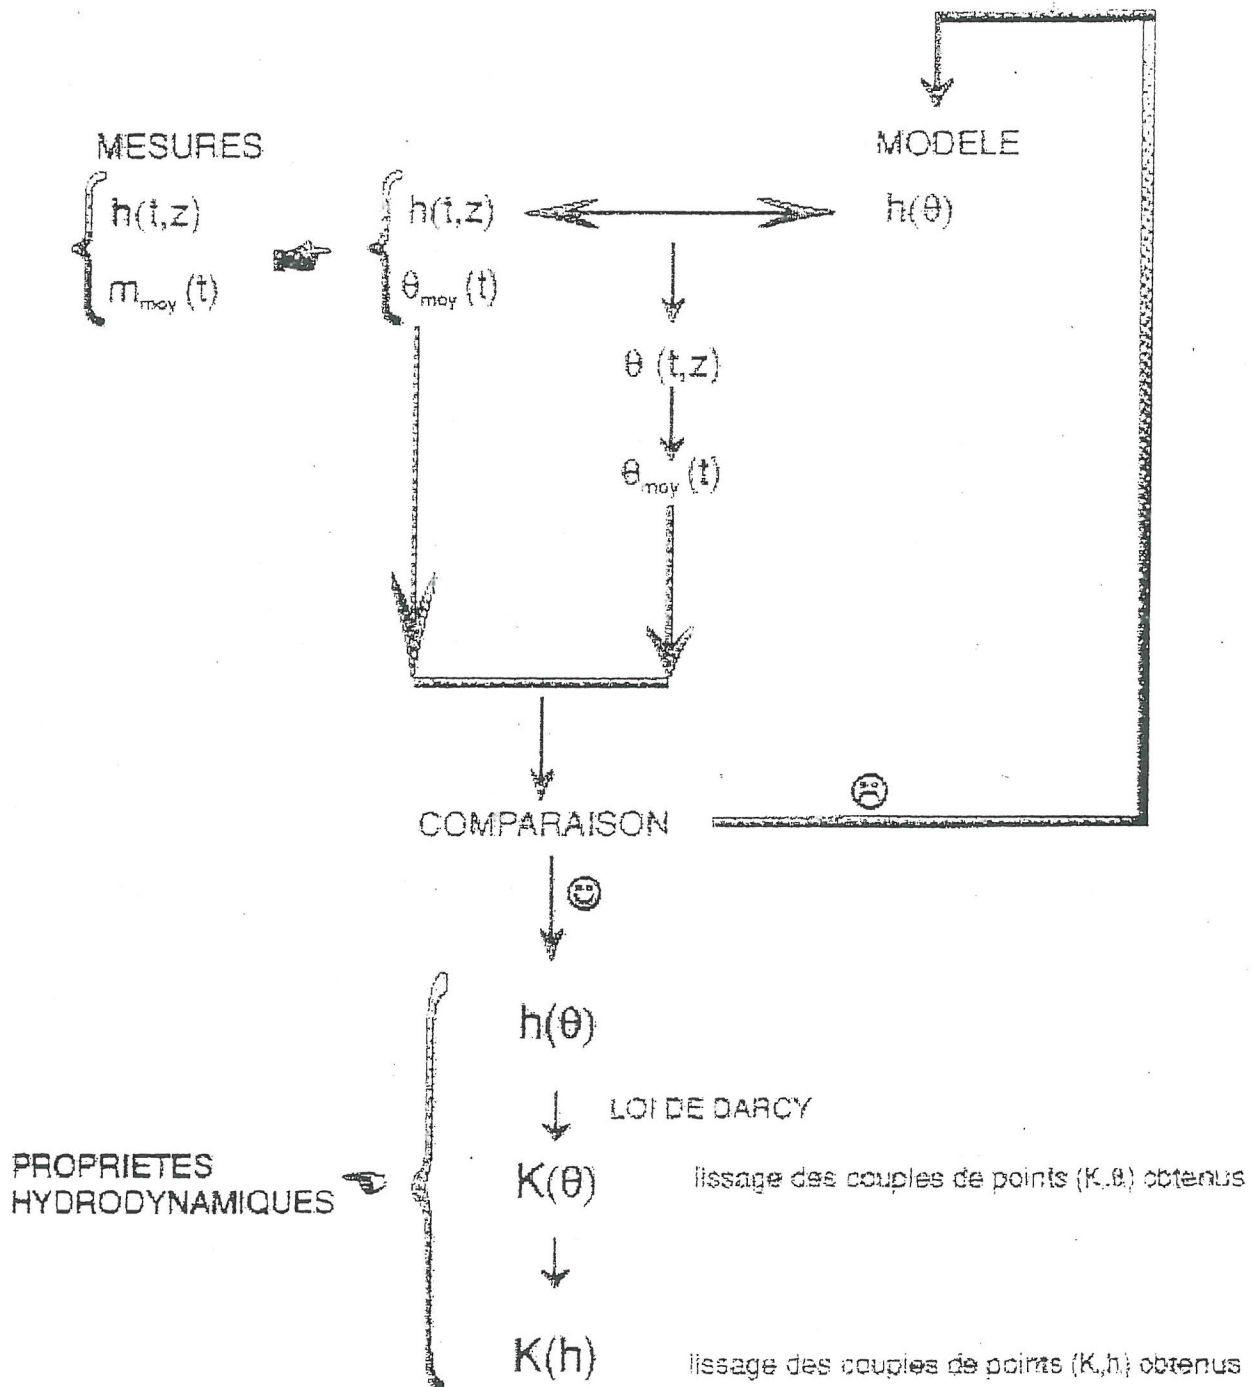 MESURES
h(t,z)
m_moy (t)
h(t,z)
θ_moy (t)
MODELE
h(θ)
θ (t,z)
θ_moy (t)
COMPARAISON
h(θ)
LOI DE DARCY
PROPRIETES
HYDRODYNAMIQUES
K(θ)
lissage des couples de points (K,θ) obtenus
K(h)
lissage des couples de points (K,h) obtenus